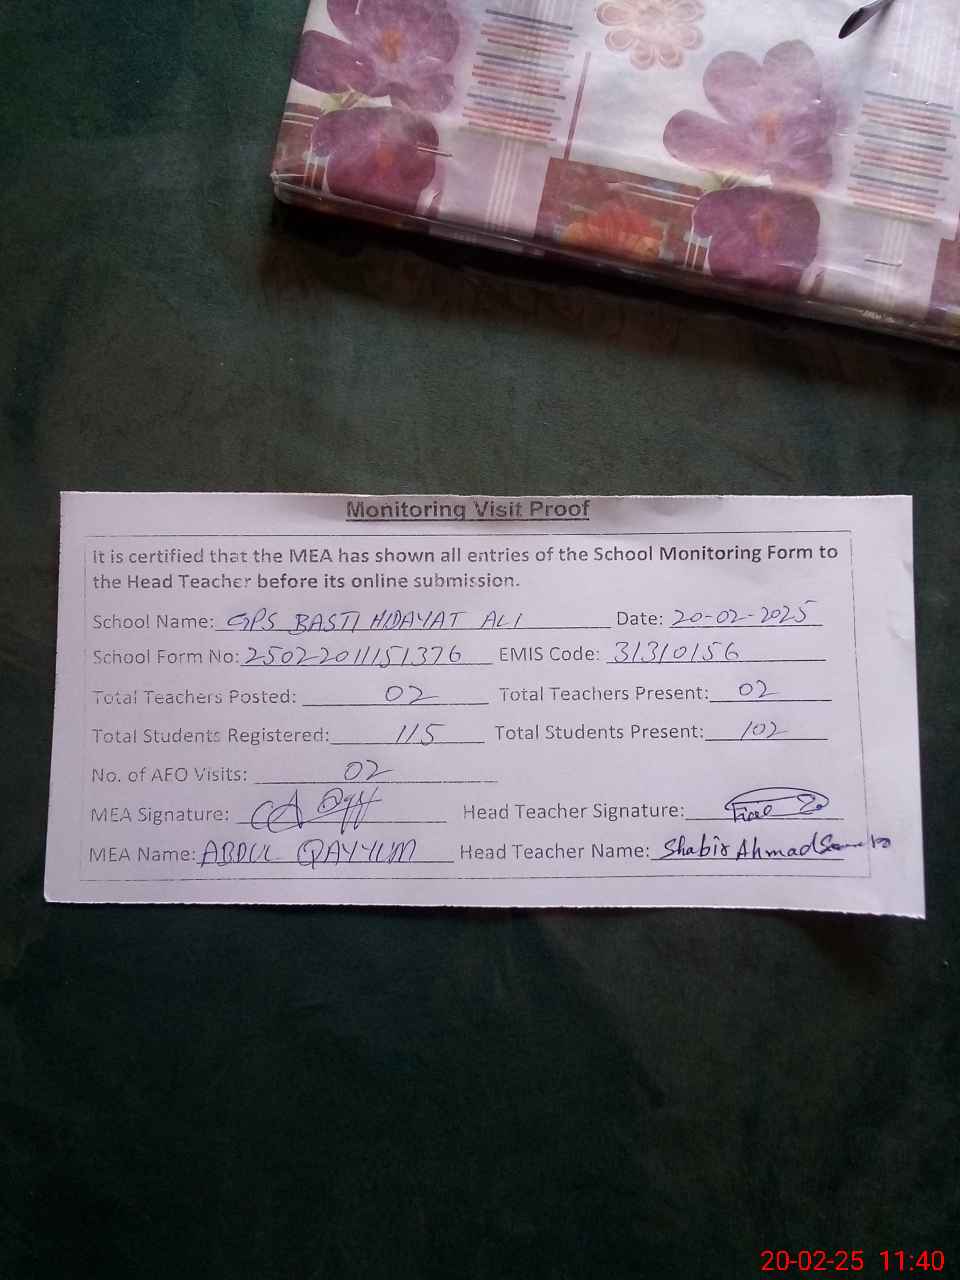 Monitoring Visit Proof
It is certified that the MEA has shown all entries of the School Monitoring Form to
the Head Teacher before its online submission.
School Name: GPS BASTI HIDAYAT ALI Date: 20-02-2025
School Form No: 25022011151376 EMIS Code: 31310156
Total Teachers Posted: 02 Total Teachers Present: 02
Total Students Registered: 115 Total Students Present: 102
No. of AEO Visits: 02
MEA Signature: Head Teacher Signature:
MEA Name: ABDUL QAYYUM Head Teacher Name: Shabir Ahmad
20-02-25 11:40